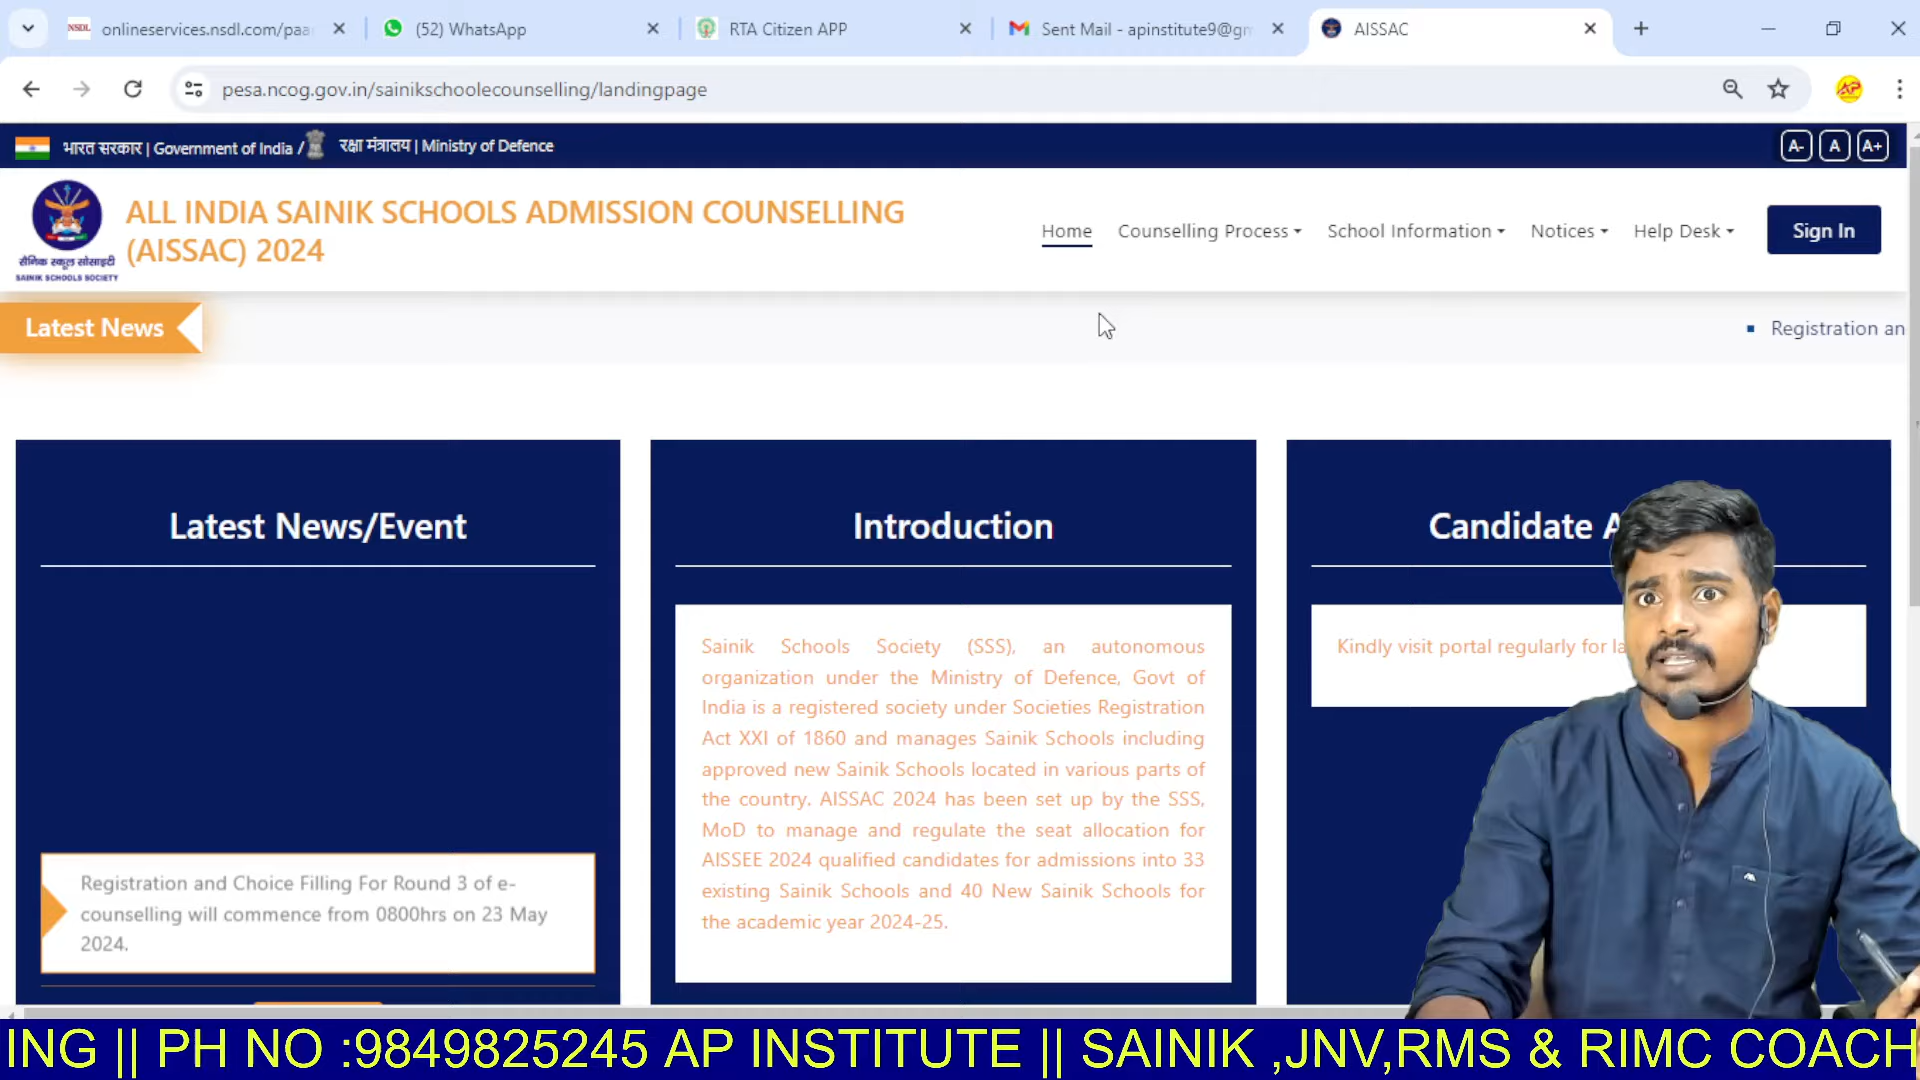 onlineservices.nsdl.com/paa
(52) WhatsApp
RTA Citizen APP
Sent Mail - apinstitute9@gm
AISSAC
pesa.ncog.gov.in/sainikschoolecounselling/landingpage
भारत सरकार | Government of India / रक्षा मंत्रालय | Ministry of Defence
A- A A+
सैनिक स्कूल सोसाइटी
SAINIK SCHOOLS SOCIETY
ALL INDIA SAINIK SCHOOLS ADMISSION COUNSELLING
(AISSAC) 2024
Home
Counselling Process
School Information
Notices
Help Desk
Sign In
Latest News
Registration an
Latest News/Event
Registration and Choice Filling For Round 3 of e-
counselling will commence from 0800hrs on 23 May
2024.
Introduction
Sainik Schools Society (SSS), an autonomous
organization under the Ministry of Defence, Govt of
India is a registered society under Societies Registration
Act XXI of 1860 and manages Sainik Schools including
approved new Sainik Schools located in various parts of
the country. AISSAC 2024 has been set up by the SSS,
MoD to manage and regulate the seat allocation for
AISSEE 2024 qualified candidates for admissions into 33
existing Sainik Schools and 40 New Sainik Schools for
the academic year 2024-25.
Candidate A
Kindly visit portal regularly for la
ING || PH NO :9849825245 AP INSTITUTE || SAINIK ,JNV,RMS & RIMC COACH